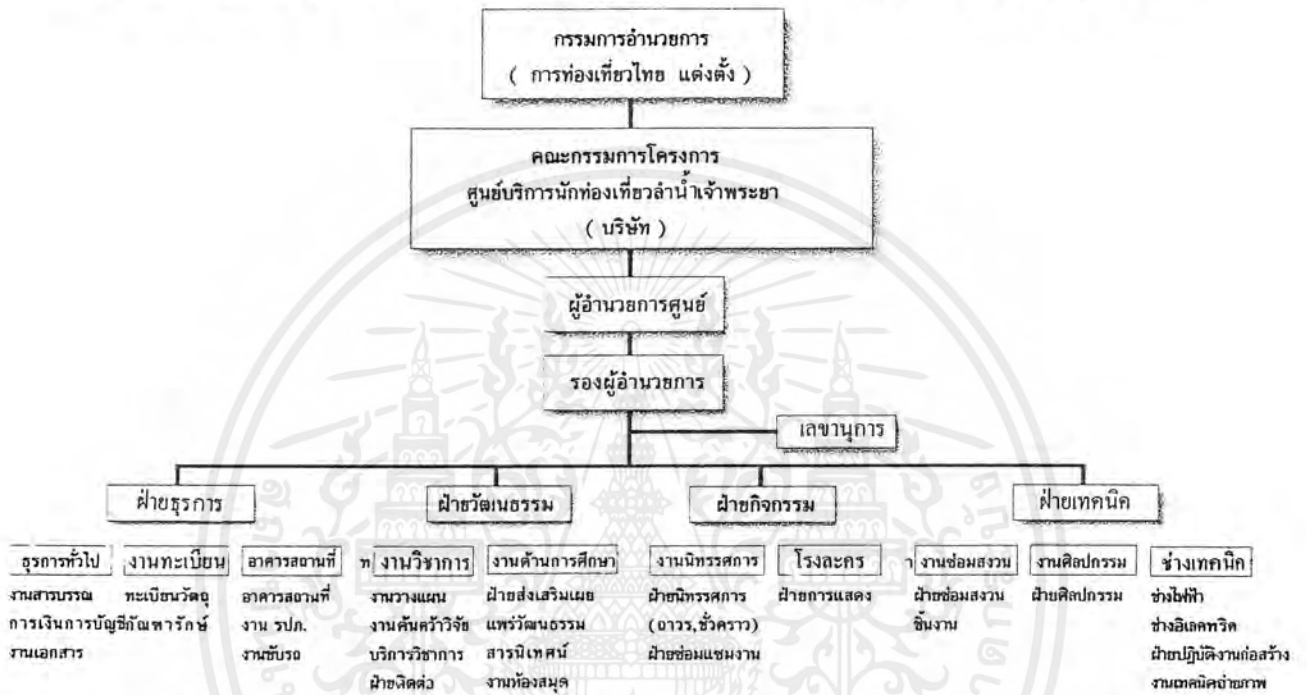 กรรมการอำนวยการ
( การท่องเที่ยวไทย แต่งตั้ง )
คณะกรรมการโครงการ
ศูนย์บริการนักท่องเที่ยวลำน้ำเจ้าพระยา
( บริษัท )
ผู้อำนวยการศูนย์
รองผู้อำนวยการ
เลขานุการ
ฝ่ายธุรการ
ฝ่ายวัฒนธรรม
ฝ่ายกิจกรรม
ฝ่ายเทคนิค
ธุรการทั่วไป
งานสารบรรณ
การเงินการบัญชี
งานเอกสาร
งานทะเบียน
ทะเบียนวัตถุ
ภัณฑารักษ์
อาคารสถานที่
อาคารสถานที่
งาน รปภ.
งานขับรถ
งานวิชาการ
งานวางแผน
งานค้นคว้าวิจัย
บริการวิชาการ
ฝ่ายติดต่อ
งานด้านการศึกษา
ฝ่ายส่งเสริมเผย
แพร่วัฒนธรรม
สารนิเทศน์
งานห้องสมุด
งานนิทรรศการ
ฝ่ายนิทรรศการ
(ถาวร,ชั่วคราว)
ฝ่ายซ่อมแซมงาน
โรงละคร
ฝ่ายการแสดง
งานซ่อมสงวน
ฝ่ายซ่อมสงวน
ชิ้นงาน
งานศิลปกรรม
ฝ่ายศิลปกรรม
ช่างเทคนิค
ช่างไฟฟ้า
ช่างอิเลคทริค
ฝ่ายปฏิบัติงานก่อสร้าง
งานเทคนิคถ่ายภาพ